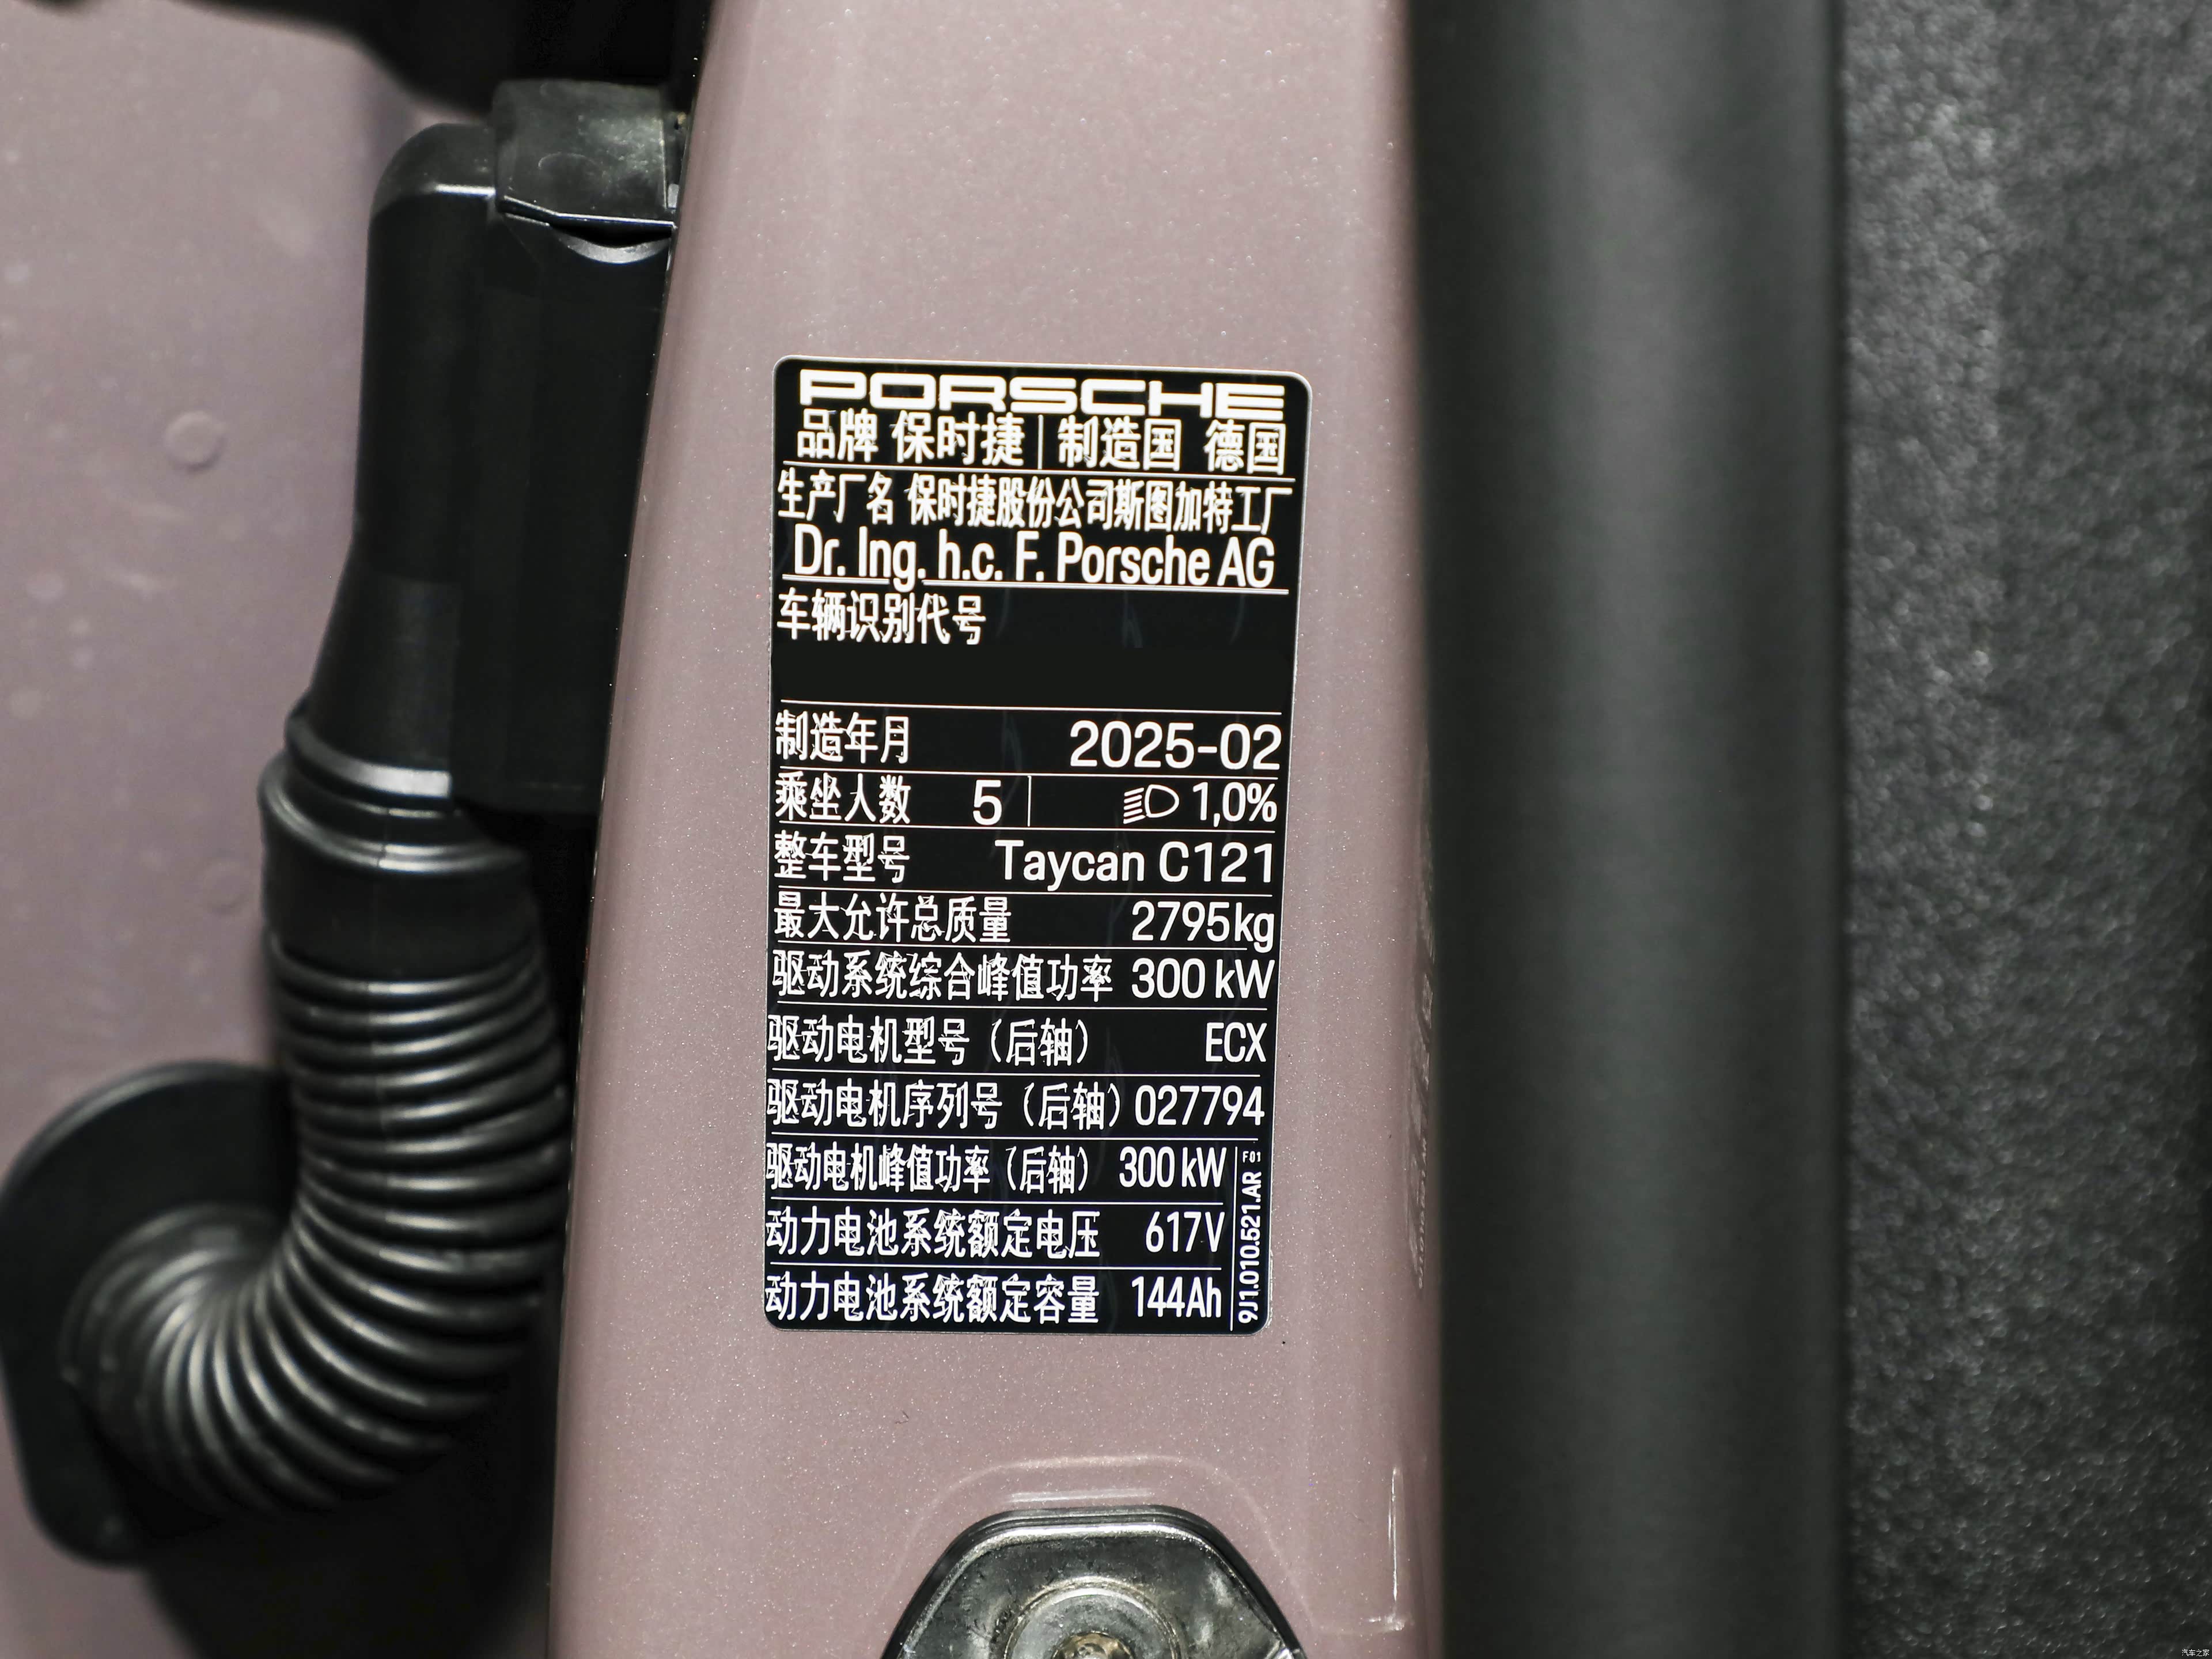 PORSCHE
品牌 保时捷 制造国 德国
生产厂名 保时捷股份公司斯图加特工厂
Dr. Ing. h.c. F. Porsche AG
车辆识别代号
制造年月 2025-02
乘坐人数 5 1,0%
整车型号 Taycan C121
最大允许总质量 2795kg
驱动系统综合峰值功率 300 kW
驱动电机型号（后轴） ECX
驱动电机序列号（后轴）027794
驱动电机峰值功率（后轴） 300 kW
动力电池系统额定电压 617V
动力电池系统额定容量 144Ah
9J1.010.521.AR F01
汽车之家